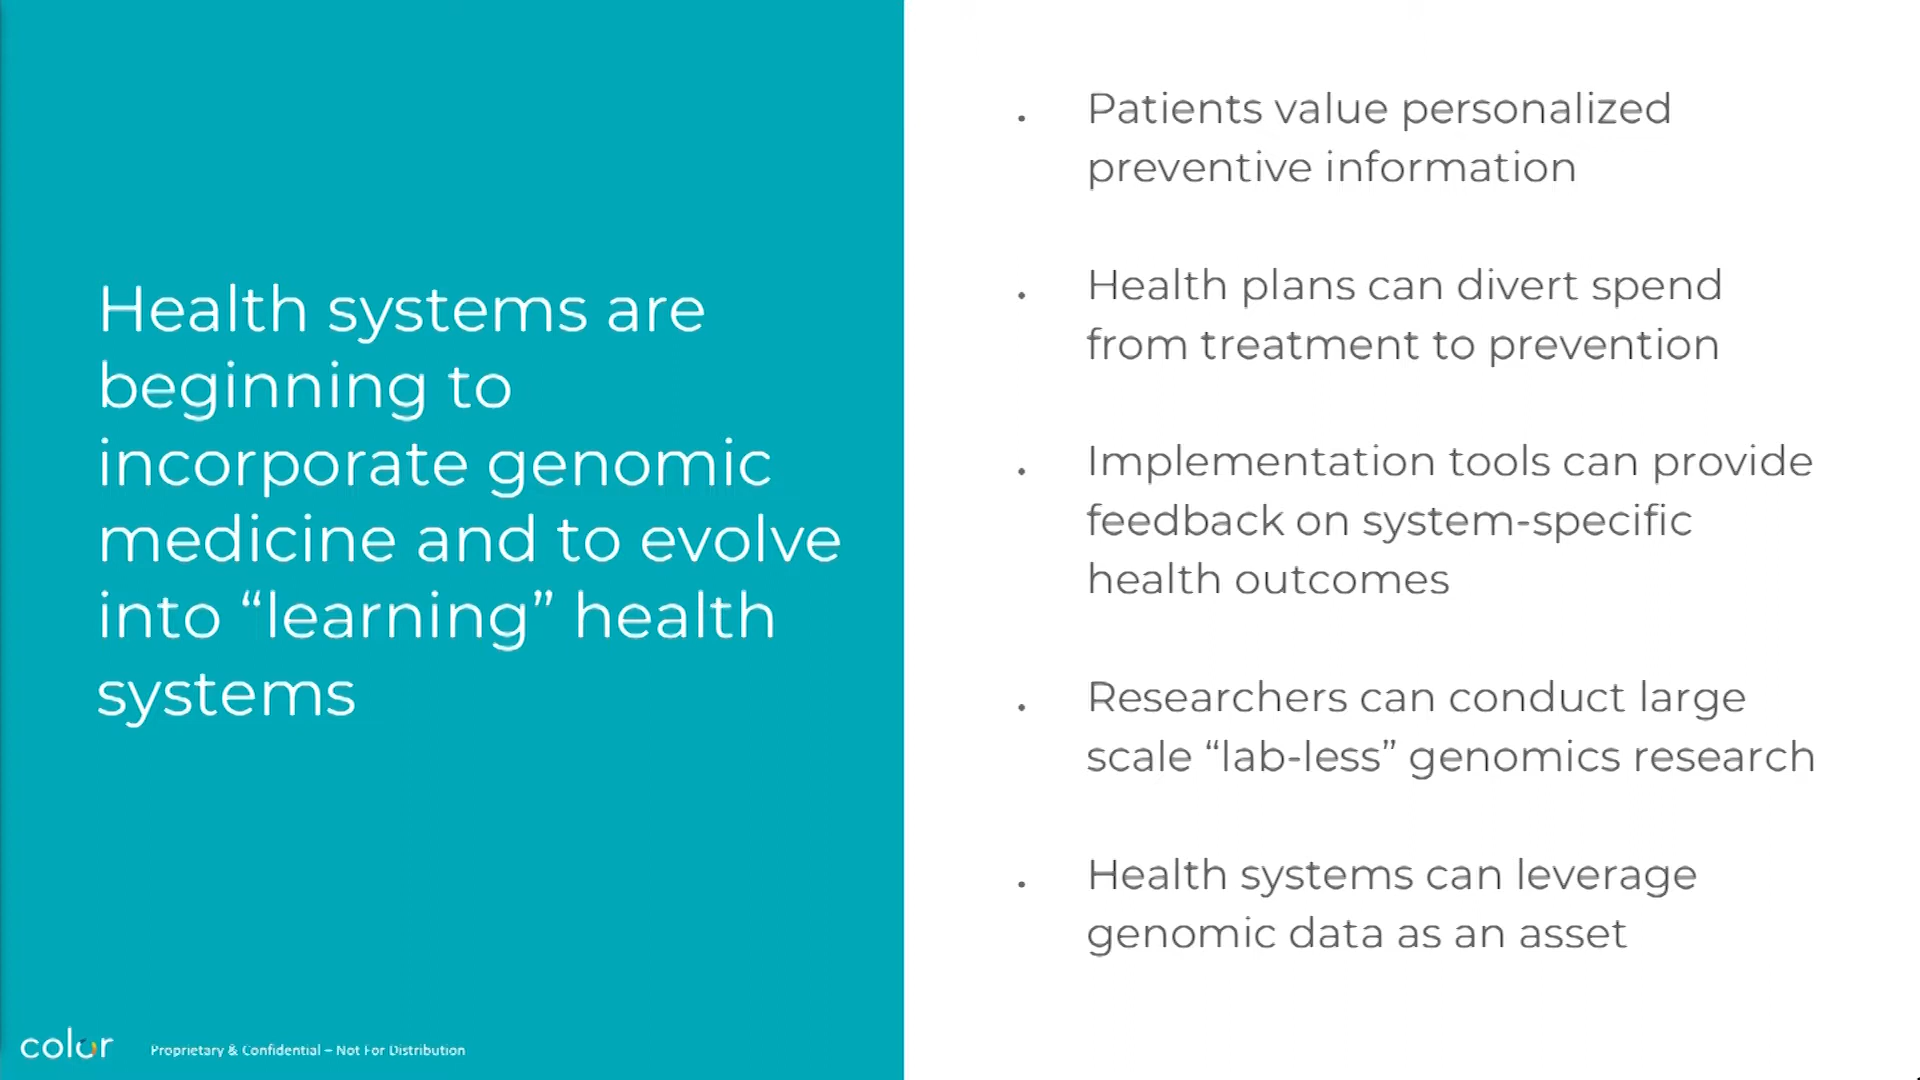 Health systems are
beginning to
incorporate genomic
medicine and to evolve
into “learning” health
systems
• Patients value personalized
preventive information
• Health plans can divert spend
from treatment to prevention
• Implementation tools can provide
feedback on system-specific
health outcomes
• Researchers can conduct large
scale “lab-less” genomics research
• Health systems can leverage
genomic data as an asset
color
Proprietary & Confidential – Not For Distribution